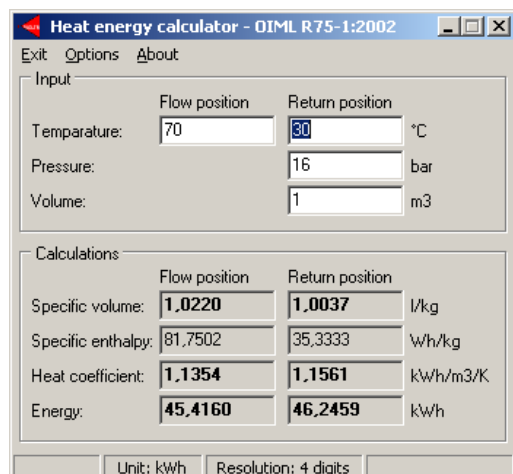 Heat energy calculator - OIML R75-1:2002
Exit Options About
Input
Flow position Return position
Temparature: 70 30 °C
Pressure: 16 bar
Volume: 1 m3
Calculations
Flow position Return position
Specific volume: 1,0220 1,0037 l/kg
Specific enthalpy: 81,7502 35,3333 Wh/kg
Heat coefficient: 1,1354 1,1561 kWh/m3/K
Energy: 45,4160 46,2459 kWh
Unit: kWh Resolution: 4 digits